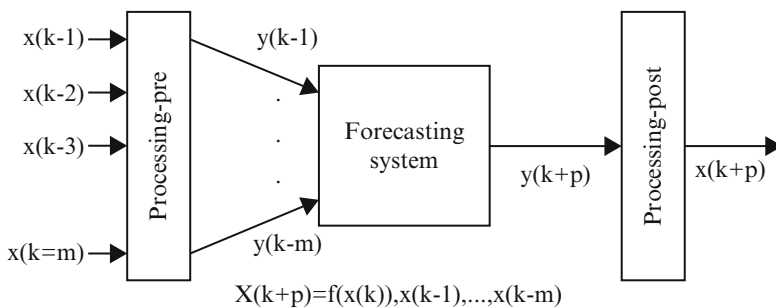 x(k-1)
x(k-2)
x(k-3)
x(k=m)
Processing-pre
y(k-1)
y(k-m)
Forecasting
system
y(k+p)
Processing-post
x(k+p)
X(k+p)=f(x(k)),x(k-1),...,x(k-m)